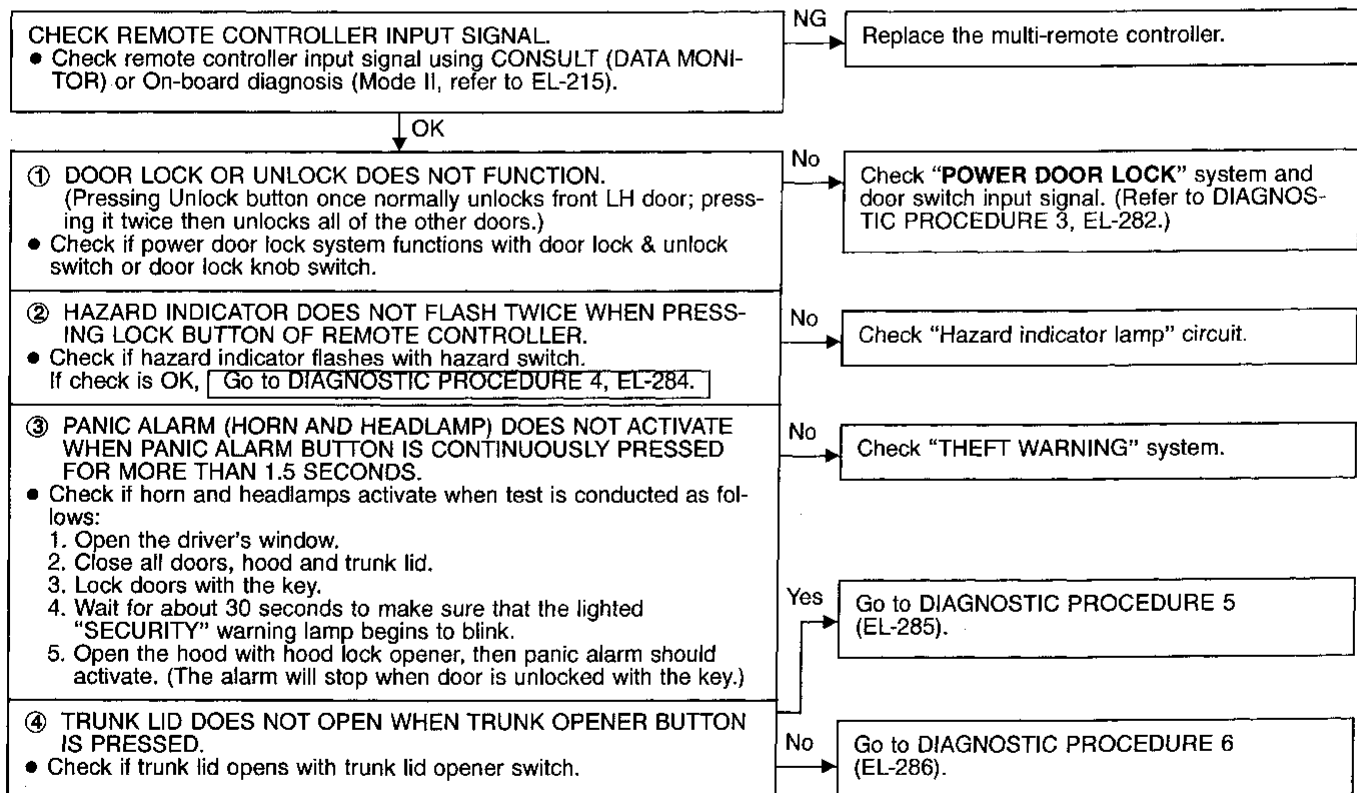 CHECK REMOTE CONTROLLER INPUT SIGNAL.
● Check remote controller input signal using CONSULT (DATA MONI-
TOR) or On-board diagnosis (Mode II, refer to EL-215).
NG
Replace the multi-remote controller.
OK
① DOOR LOCK OR UNLOCK DOES NOT FUNCTION.
(Pressing Unlock button once normally unlocks front LH door; press-
ing it twice then unlocks all of the other doors.)
● Check if power door lock system functions with door lock & unlock
switch or door lock knob switch.
No
Check “POWER DOOR LOCK” system and
door switch input signal. (Refer to DIAGNOS-
TIC PROCEDURE 3, EL-282.)
② HAZARD INDICATOR DOES NOT FLASH TWICE WHEN PRESS-
ING LOCK BUTTON OF REMOTE CONTROLLER.
● Check if hazard indicator flashes with hazard switch.
If check is OK, Go to DIAGNOSTIC PROCEDURE 4, EL-284.
No
Check “Hazard indicator lamp” circuit.
③ PANIC ALARM (HORN AND HEADLAMP) DOES NOT ACTIVATE
WHEN PANIC ALARM BUTTON IS CONTINUOUSLY PRESSED
FOR MORE THAN 1.5 SECONDS.
● Check if horn and headlamps activate when test is conducted as fol-
lows:
1. Open the driver's window.
2. Close all doors, hood and trunk lid.
3. Lock doors with the key.
4. Wait for about 30 seconds to make sure that the lighted
“SECURITY” warning lamp begins to blink.
5. Open the hood with hood lock opener, then panic alarm should
activate. (The alarm will stop when door is unlocked with the key.)
No
Check “THEFT WARNING” system.
④ TRUNK LID DOES NOT OPEN WHEN TRUNK OPENER BUTTON
IS PRESSED.
● Check if trunk lid opens with trunk lid opener switch.
Yes
Go to DIAGNOSTIC PROCEDURE 5
(EL-285).
No
Go to DIAGNOSTIC PROCEDURE 6
(EL-286).